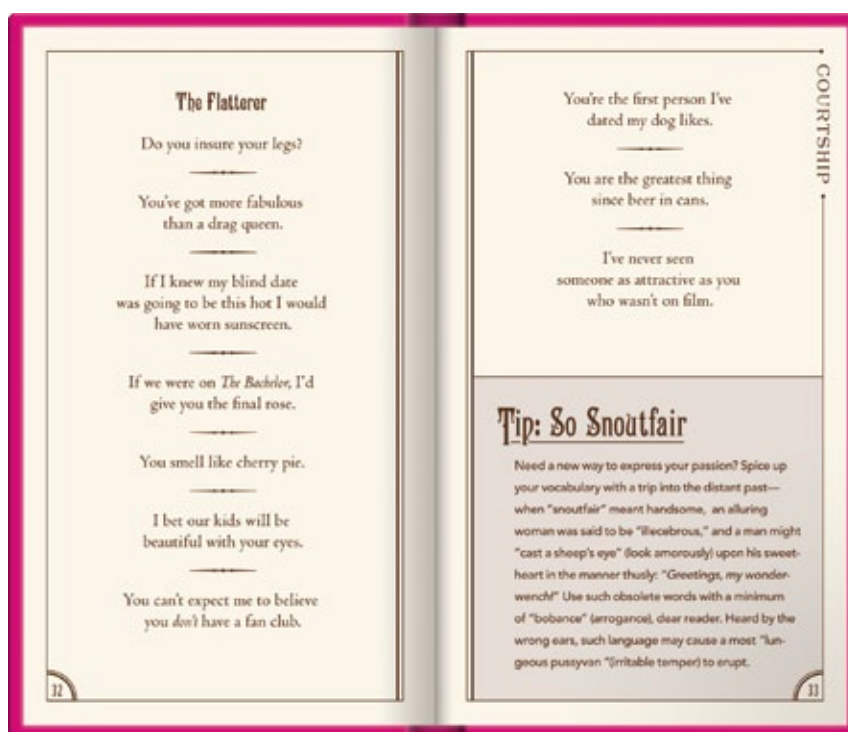 The Flatterer
Do you insure your legs?
You've got more fabulous
than a drag queen.
If I knew my blind date
was going to be this hot I would
have worn sunscreen.
If we were on The Bachelor, I'd
give you the final rose.
You smell like cherry pie.
I bet our kids will be
beautiful with your eyes.
You can't expect me to believe
you don't have a fan club.
32
COURTSHIP
You're the first person I've
dated my dog likes.
You are the greatest thing
since beer in cans.
I've never seen
someone as attractive as you
who wasn't on film.
Tip: So Snoutfair
Need a new way to express your passion? Spice up
your vocabulary with a trip into the distant past—
when "snoutfair" meant handsome, an alluring
woman was said to be "illecebrous," and a man might
"cast a sheep's eye" (look amorously) upon his sweet-
heart in the manner thusly: "Greetings, my wonder-
wench!" Use such obsolete words with a minimum
of "bobance" (arrogance), dear reader. Heard by the
wrong ears, such language may cause a most "lun-
geous pussyvan "(irritable temper) to erupt.
33